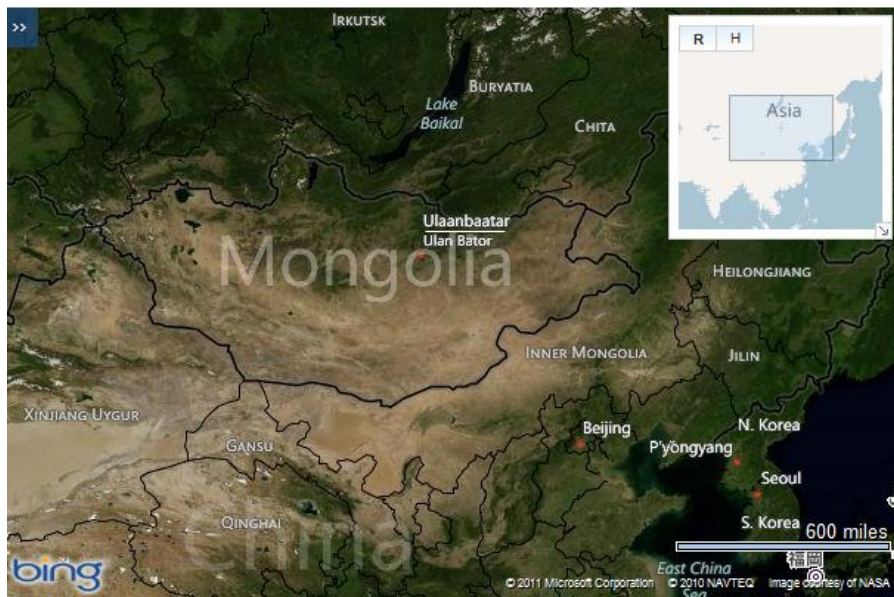 >>
IRKUTSK
R H
BURYATIA
Lake
Baikal
Asia
CHITA
Ulaanbaatar
Ulan Bator
Mongolia
HEILONGJIANG
INNER MONGOLIA
JILIN
XINJIANG UYGUR
Beijing
N. Korea
GANSU
P'yŏngyang
Seoul
QINGHAI
S. Korea
China
600 miles
福岡
bing
East China
Sea
© 2011 Microsoft Corporation © 2010 NAVTEQ Image courtesy of NASA